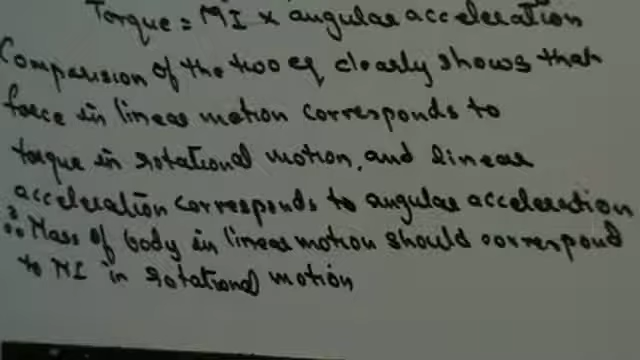 Torque = MI x angular acceleration
Comparision of the two eq clearly shows that
force in linear motion corresponds to
torque in rotational motion, and linear
acceleration corresponds to angular acceleration
∴ Mass of body in linear motion should correspond
to MI in rotational motion